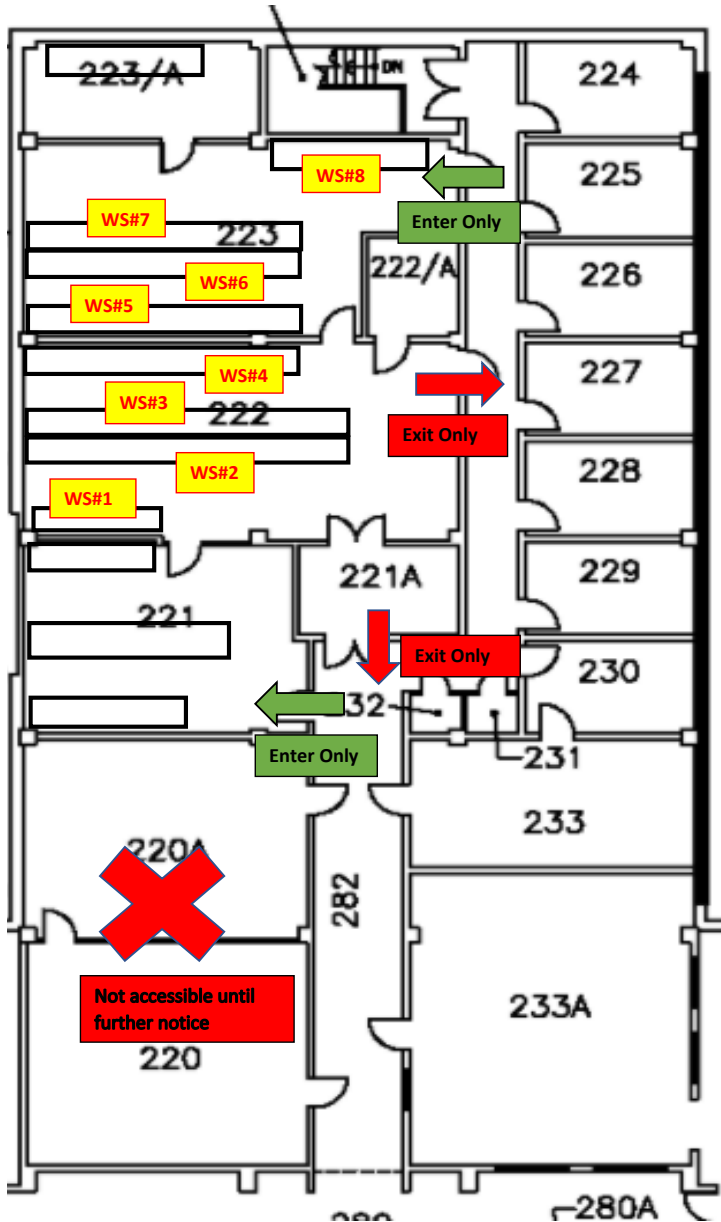 223/A
DN
224
WS#8
225
WS#7
Enter Only
223
222/A
226
WS#6
WS#5
WS#4
227
WS#3
222
Exit Only
WS#2
228
WS#1
221A
229
221
Exit Only
230
32
Enter Only
231
220A
233
282
Not accessible until
further notice
233A
220
280A